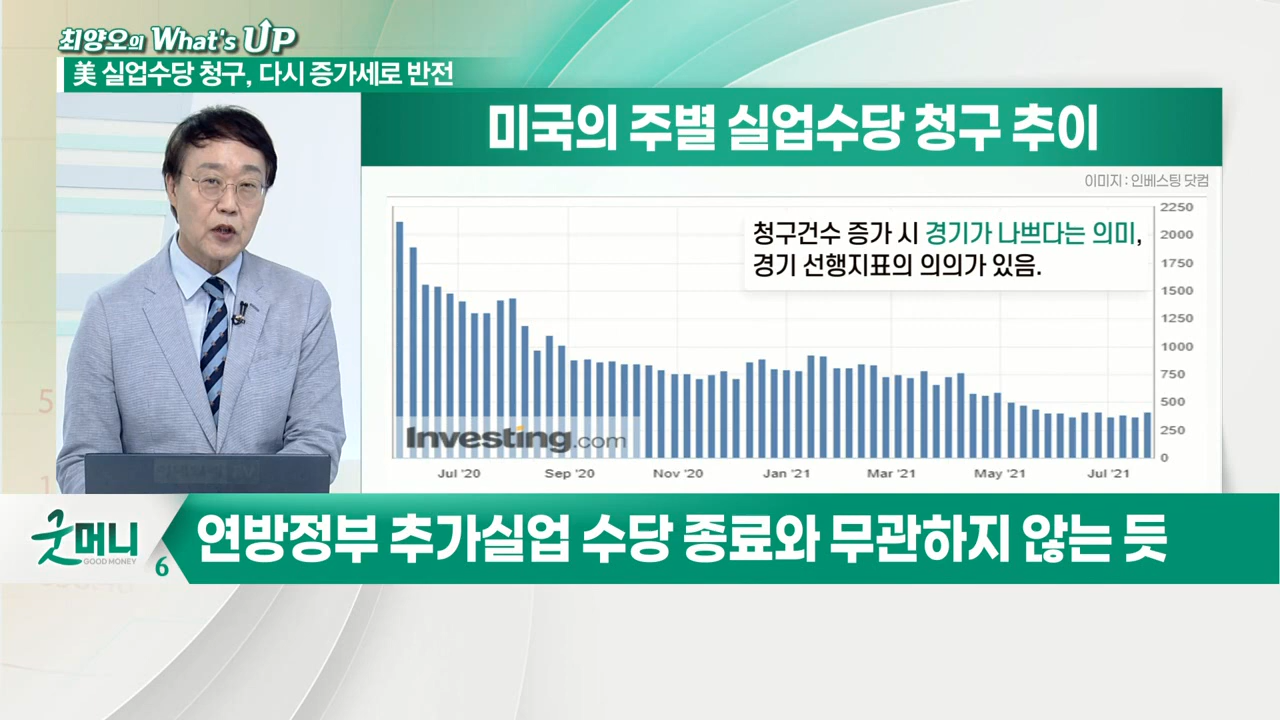 최양오의 What's UP
美 실업수당 청구, 다시 증가세로 반전
미국의 주별 실업수당 청구 추이
이미지 : 인베스팅 닷컴
청구건수 증가 시 경기가 나쁘다는 의미,
경기 선행지표의 의의가 있음.
2250
2000
1750
1500
1250
1000
750
500
250
0
Investing.com
Jul '20 Sep '20 Nov '20 Jan '21 Mar '21 May '21 Jul '21
굿머니
GOOD MONEY
6
연방정부 추가실업 수당 종료와 무관하지 않는 듯